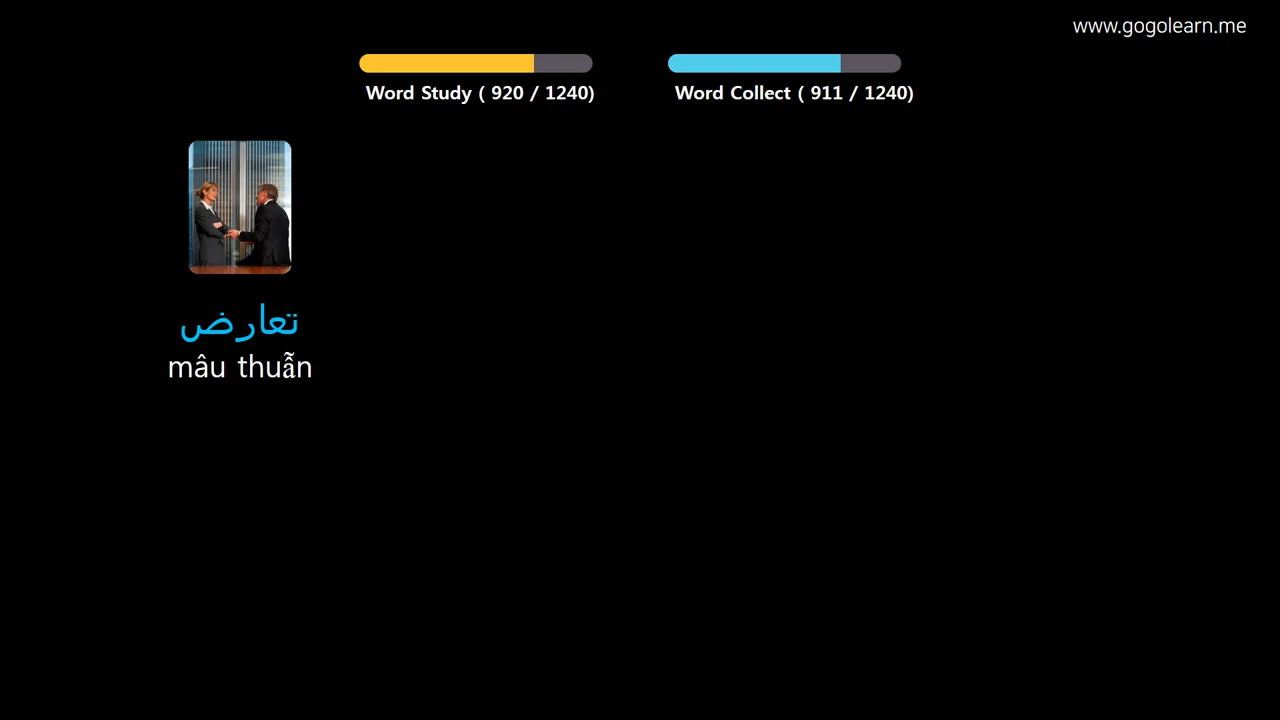 www.gogolearn.me
Word Study ( 920 / 1240)
Word Collect ( 911 / 1240)
تعارض
mâu thuẫn